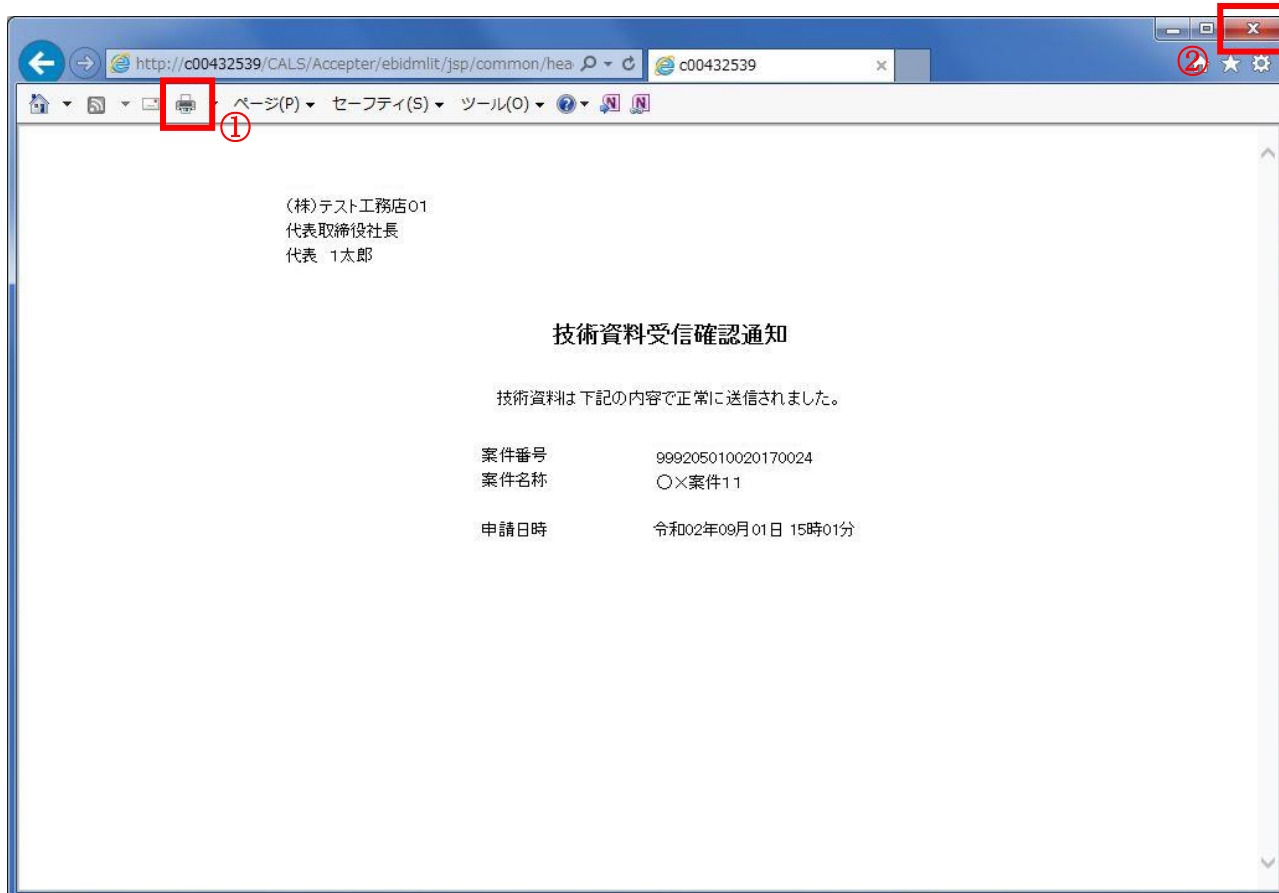 http://c00432539/CALS/Accepter/ebidmlit/jsp/common/hea
c00432539
②
ページ(P) セーフティ(S) ツール(O)
①
(株)テスト工務店01
代表取締役社長
代表 1太郎
技術資料受信確認通知
技術資料は下記の内容で正常に送信されました。
案件番号 999205010020170024
案件名称 〇×案件11
申請日時 令和02年09月01日 15時01分